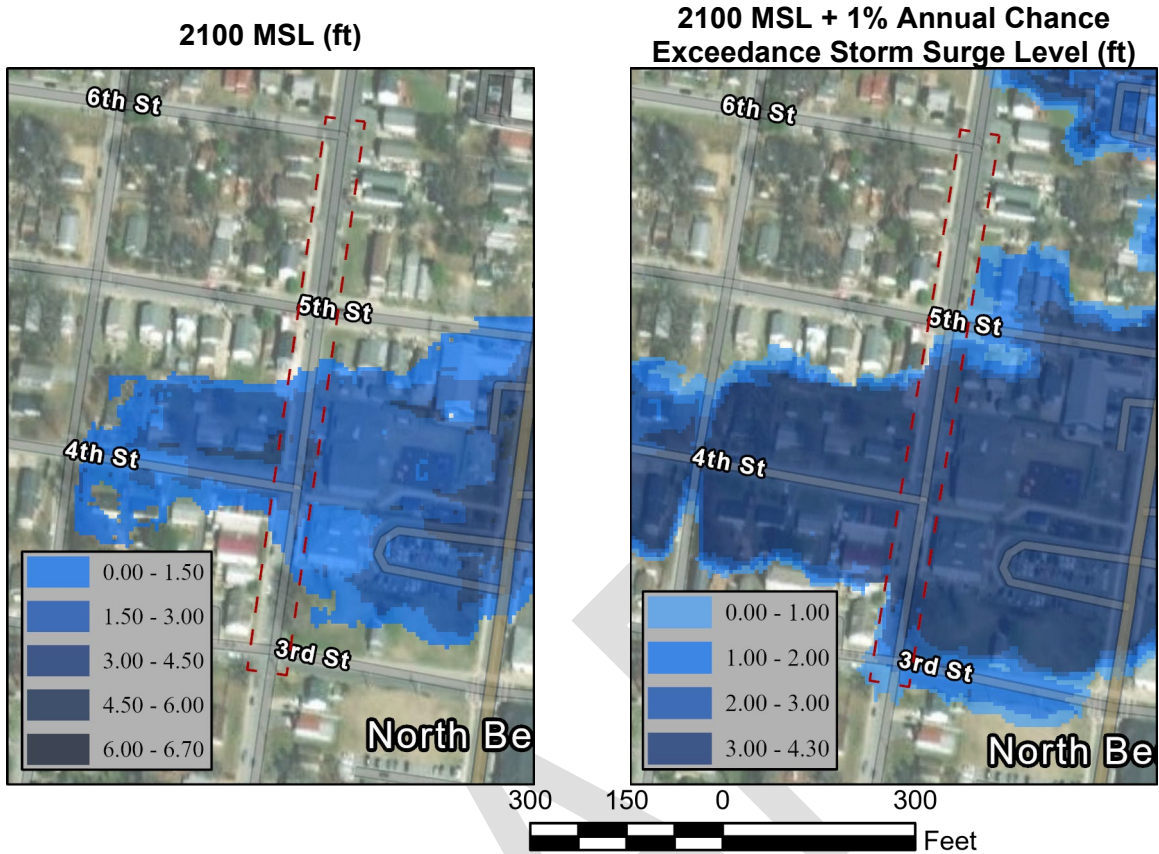 2100 MSL (ft)
2100 MSL + 1% Annual Chance
Exceedance Storm Surge Level (ft)
6th St
5th St
4th St
3rd St
North Be
0.00 - 1.50
1.50 - 3.00
3.00 - 4.50
4.50 - 6.00
6.00 - 6.70
6th St
5th St
4th St
3rd St
North Be
0.00 - 1.00
1.00 - 2.00
2.00 - 3.00
3.00 - 4.30
300 150 0 300
Feet